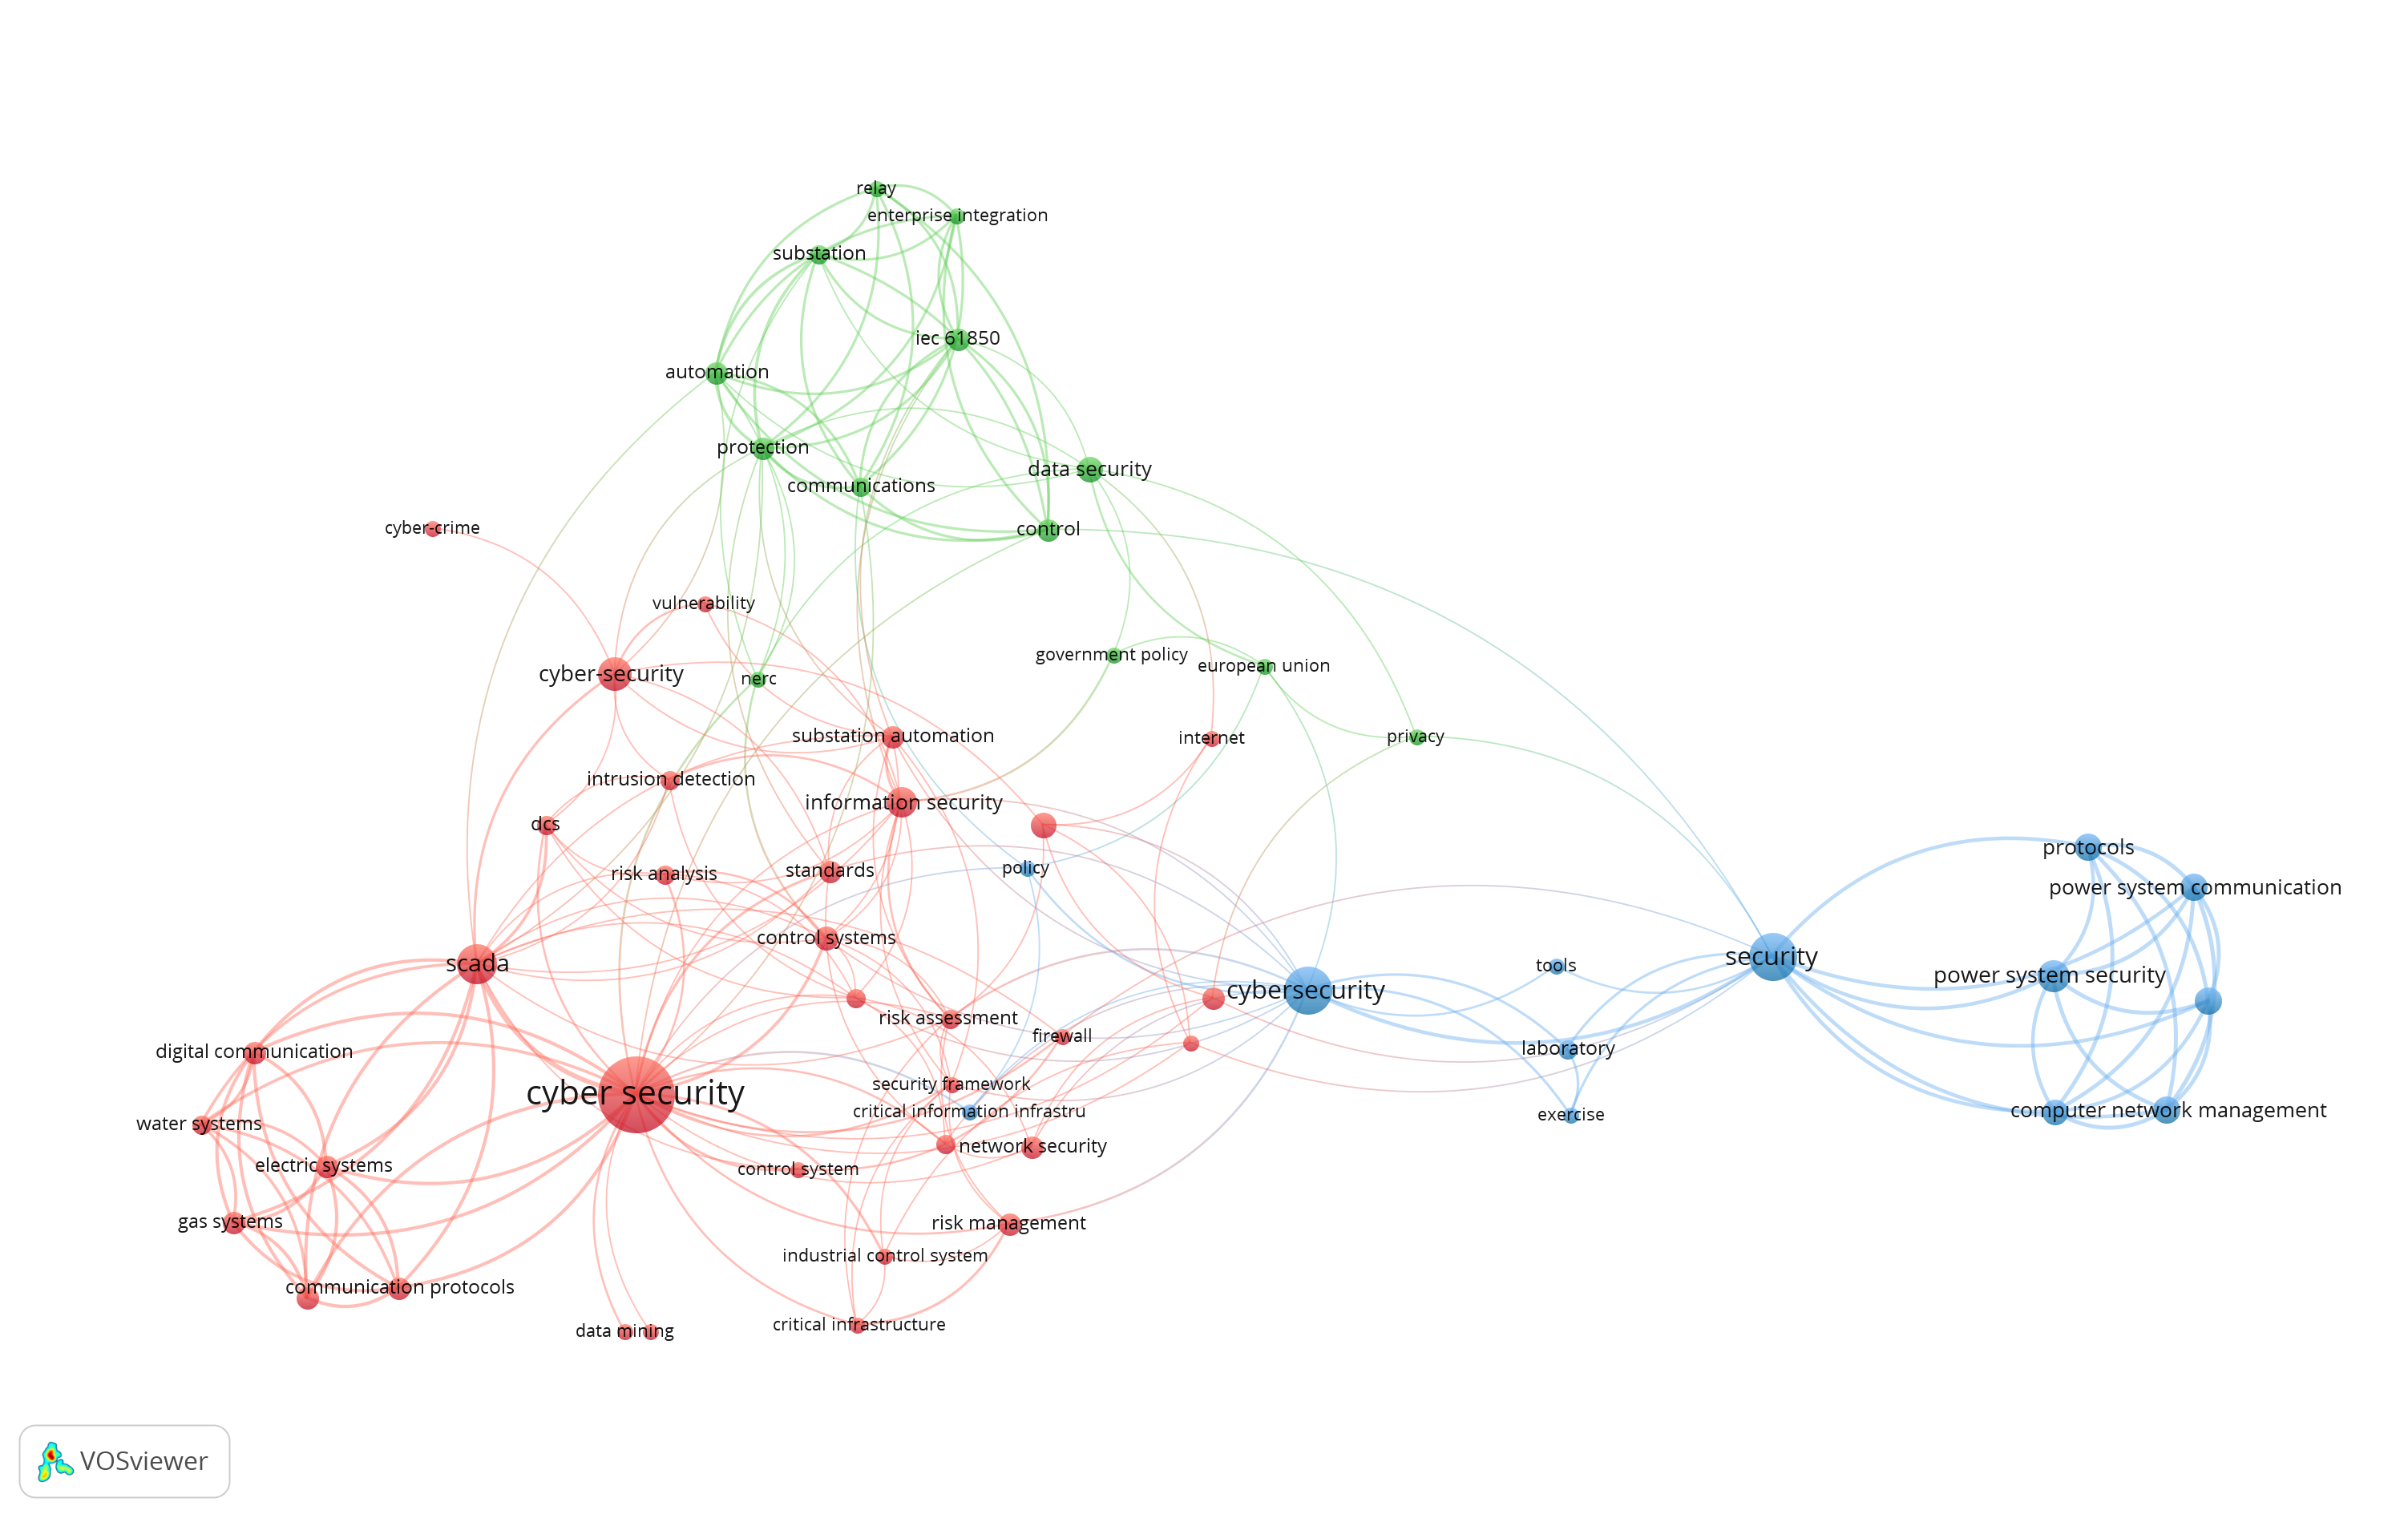 relay
enterprise integration
substation
iec 61850
automation
protection
data security
communications
control
cyber-crime
vulnerability
government policy
european union
cyber-security
nerc
substation automation
internet
privacy
intrusion detection
information security
dcs
protocols
policy
standards
risk analysis
power system communication
control systems
security
scada
tools
power system security
cybersecurity
risk assessment
firewall
laboratory
digital communication
cyber security
security framework
critical information infrastru
exercise
computer network management
water systems
network security
electric systems
control system
gas systems
risk management
industrial control system
communication protocols
critical infrastructure
data mining
VOSviewer